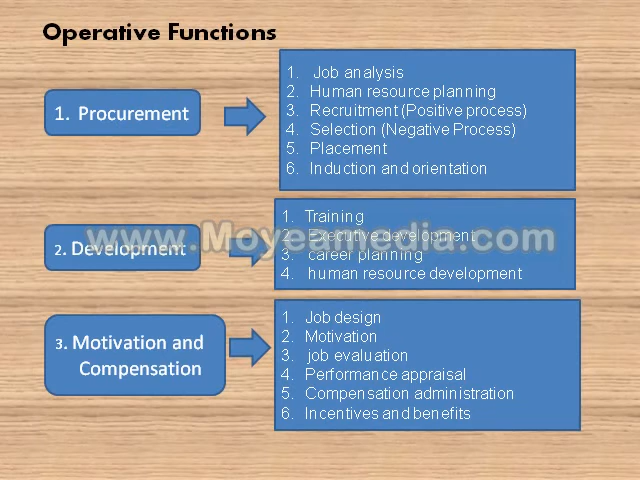 Operative Functions
1. Procurement
1. Job analysis
2. Human resource planning
3. Recruitment (Positive process)
4. Selection (Negative Process)
5. Placement
6. Induction and orientation
2. Development
1. Training
2. Executive development
3. career planning
4. human resource development
www.Moyeamedia.com
3. Motivation and
Compensation
1. Job design
2. Motivation
3. job evaluation
4. Performance appraisal
5. Compensation administration
6. Incentives and benefits